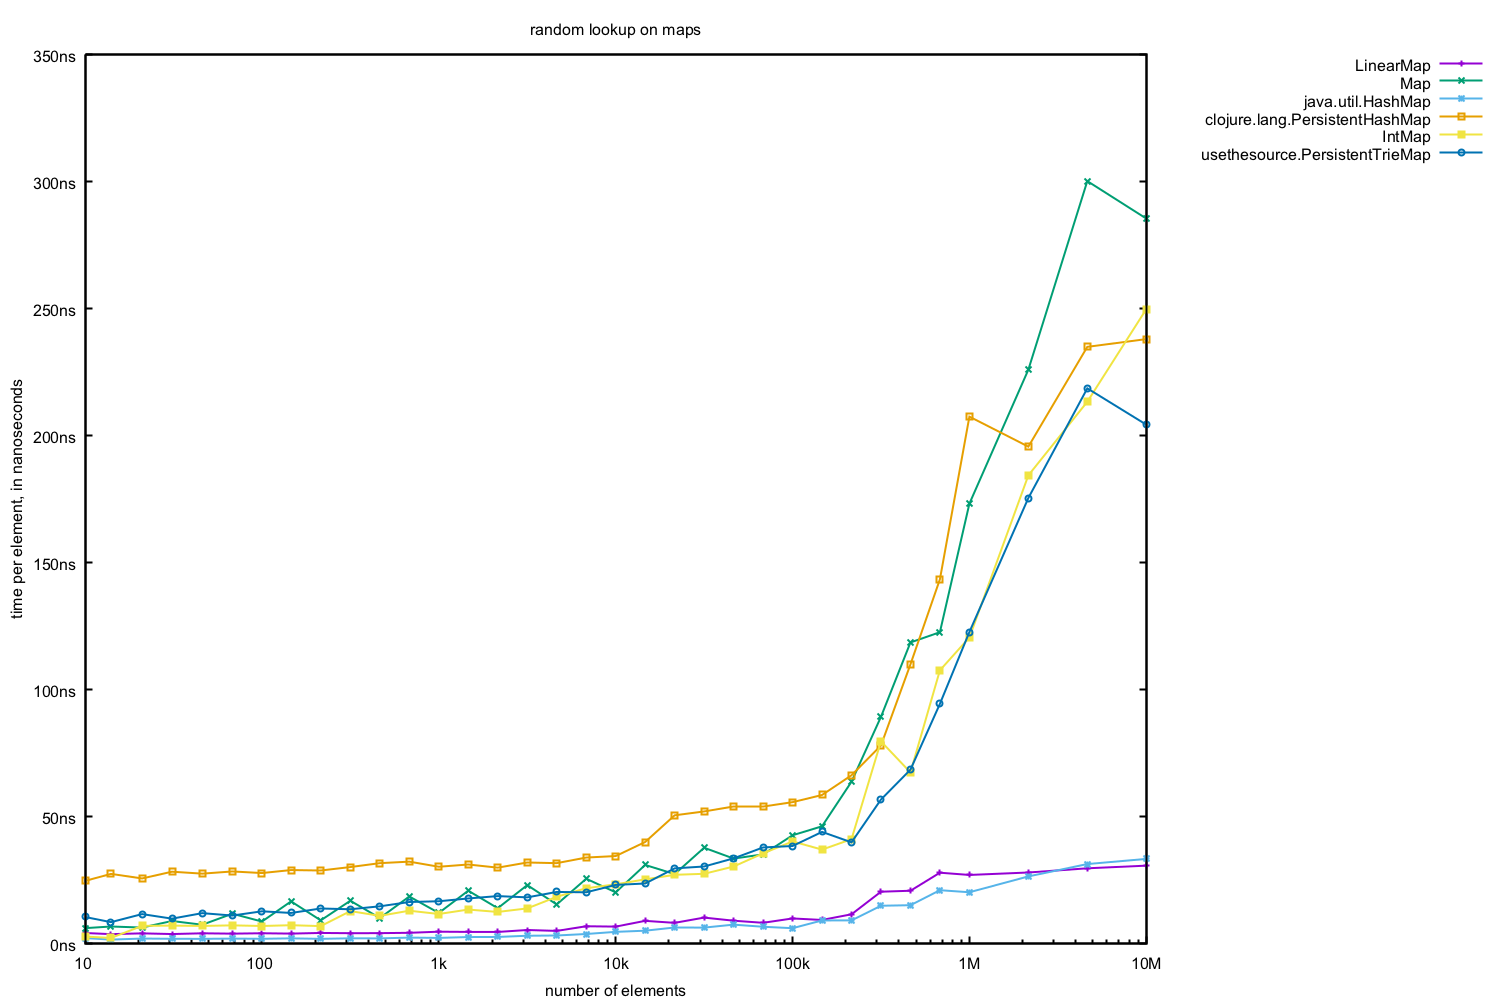 random lookup on maps
350ns
300ns
250ns
200ns
150ns
100ns
50ns
0ns
time per element, in nanoseconds
10
100
1k
10k
100k
1M
10M
number of elements
LinearMap
Map
java.util.HashMap
clojure.lang.PersistentHashMap
IntMap
usethesource.PersistentTrieMap